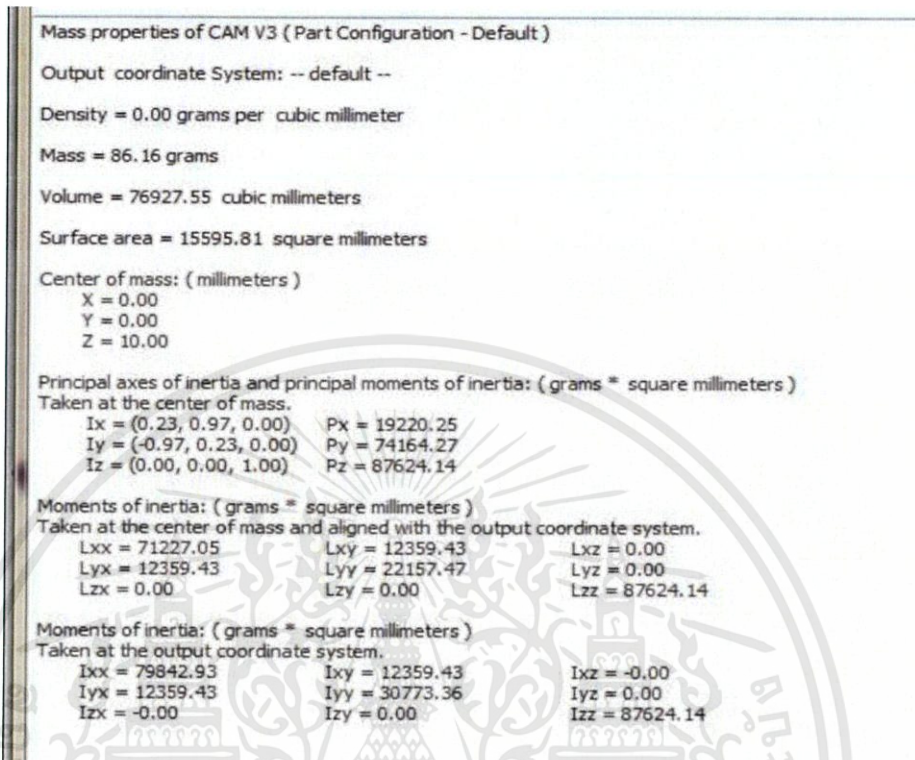 Mass properties of CAM V3 ( Part Configuration - Default )
Output coordinate System: -- default --
Density = 0.00 grams per cubic millimeter
Mass = 86.16 grams
Volume = 76927.55 cubic millimeters
Surface area = 15595.81 square millimeters
Center of mass: ( millimeters )
X = 0.00
Y = 0.00
Z = 10.00
Principal axes of inertia and principal moments of inertia: ( grams * square millimeters )
Taken at the center of mass.
Ix = (0.23, 0.97, 0.00) Px = 19220.25
Iy = (-0.97, 0.23, 0.00) Py = 74164.27
Iz = (0.00, 0.00, 1.00) Pz = 87624.14
Moments of inertia: ( grams * square millimeters )
Taken at the center of mass and aligned with the output coordinate system.
Lxx = 71227.05 Lxy = 12359.43 Lxz = 0.00
Lyx = 12359.43 Lyy = 22157.47 Lyz = 0.00
Lzx = 0.00 Lzy = 0.00 Lzz = 87624.14
Moments of inertia: ( grams * square millimeters )
Taken at the output coordinate system.
Ixx = 79842.93 Ixy = 12359.43 Ixz = -0.00
Iyx = 12359.43 Iyy = 30773.36 Iyz = 0.00
Izx = -0.00 Izy = 0.00 Izz = 87624.14